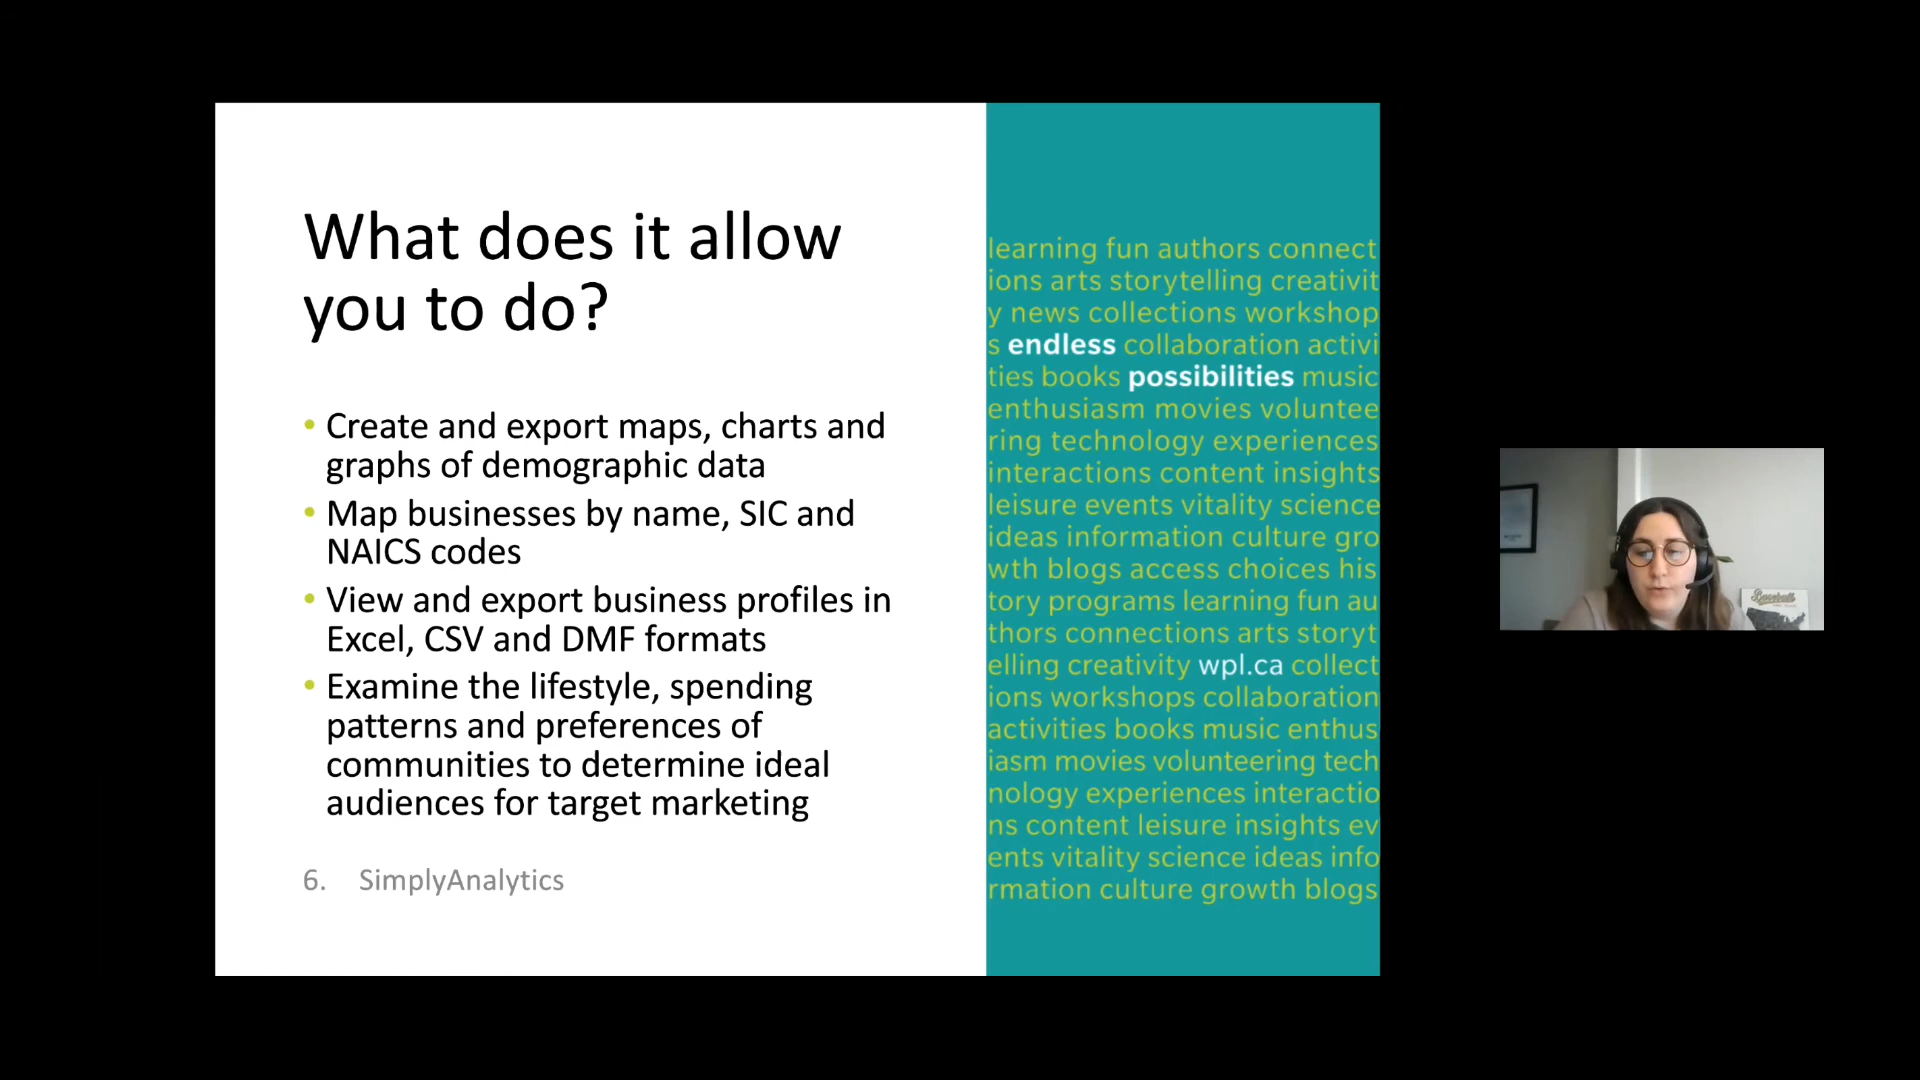 What does it allow
you to do?
• Create and export maps, charts and
graphs of demographic data
• Map businesses by name, SIC and
NAICS codes
• View and export business profiles in
Excel, CSV and DMF formats
• Examine the lifestyle, spending
patterns and preferences of
communities to determine ideal
audiences for target marketing
6. SimplyAnalytics
learning fun authors connect
ions arts storytelling creativit
y news collections workshop
s endless collaboration activi
ties books possibilities music
enthusiasm movies voluntee
ring technology experiences
interactions content insights
leisure events vitality science
ideas information culture gro
wth blogs access choices his
tory programs learning fun au
thors connections arts storyt
elling creativity wpl.ca collect
ions workshops collaboration
activities books music enthus
iasm movies volunteering tech
nology experiences interactio
ns content leisure insights ev
ents vitality science ideas info
rmation culture growth blogs
Baseball